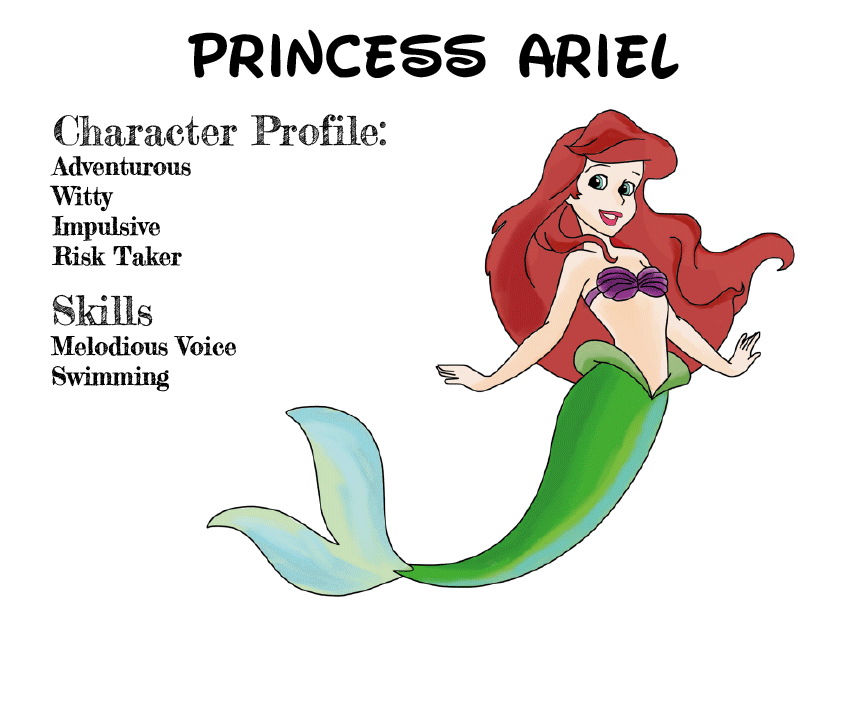 PRINCESS ARIEL
Character Profile:
Adventurous
Witty
Impulsive
Risk Taker
Skills
Melodious Voice
Swimming